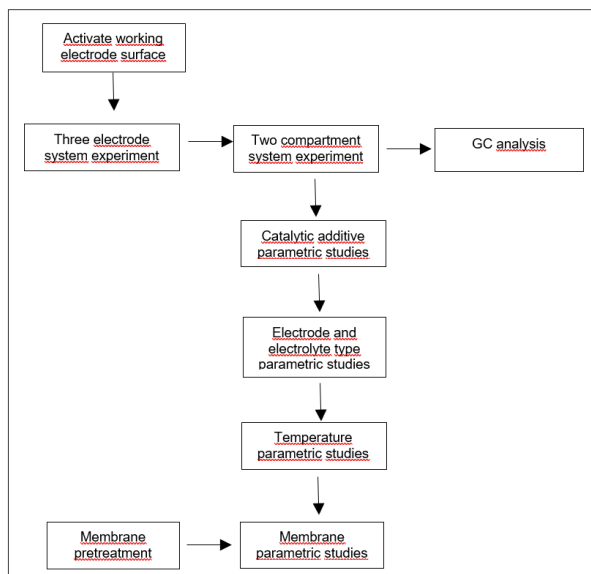 Activate working
electrode surface
Three electrode
system experiment
Two compartment
system experiment
GC analysis
Catalytic additive
parametric studies
Electrode and
electrolyte type
parametric studies
Temperature
parametric studies
Membrane
pretreatment
Membrane
parametric studies